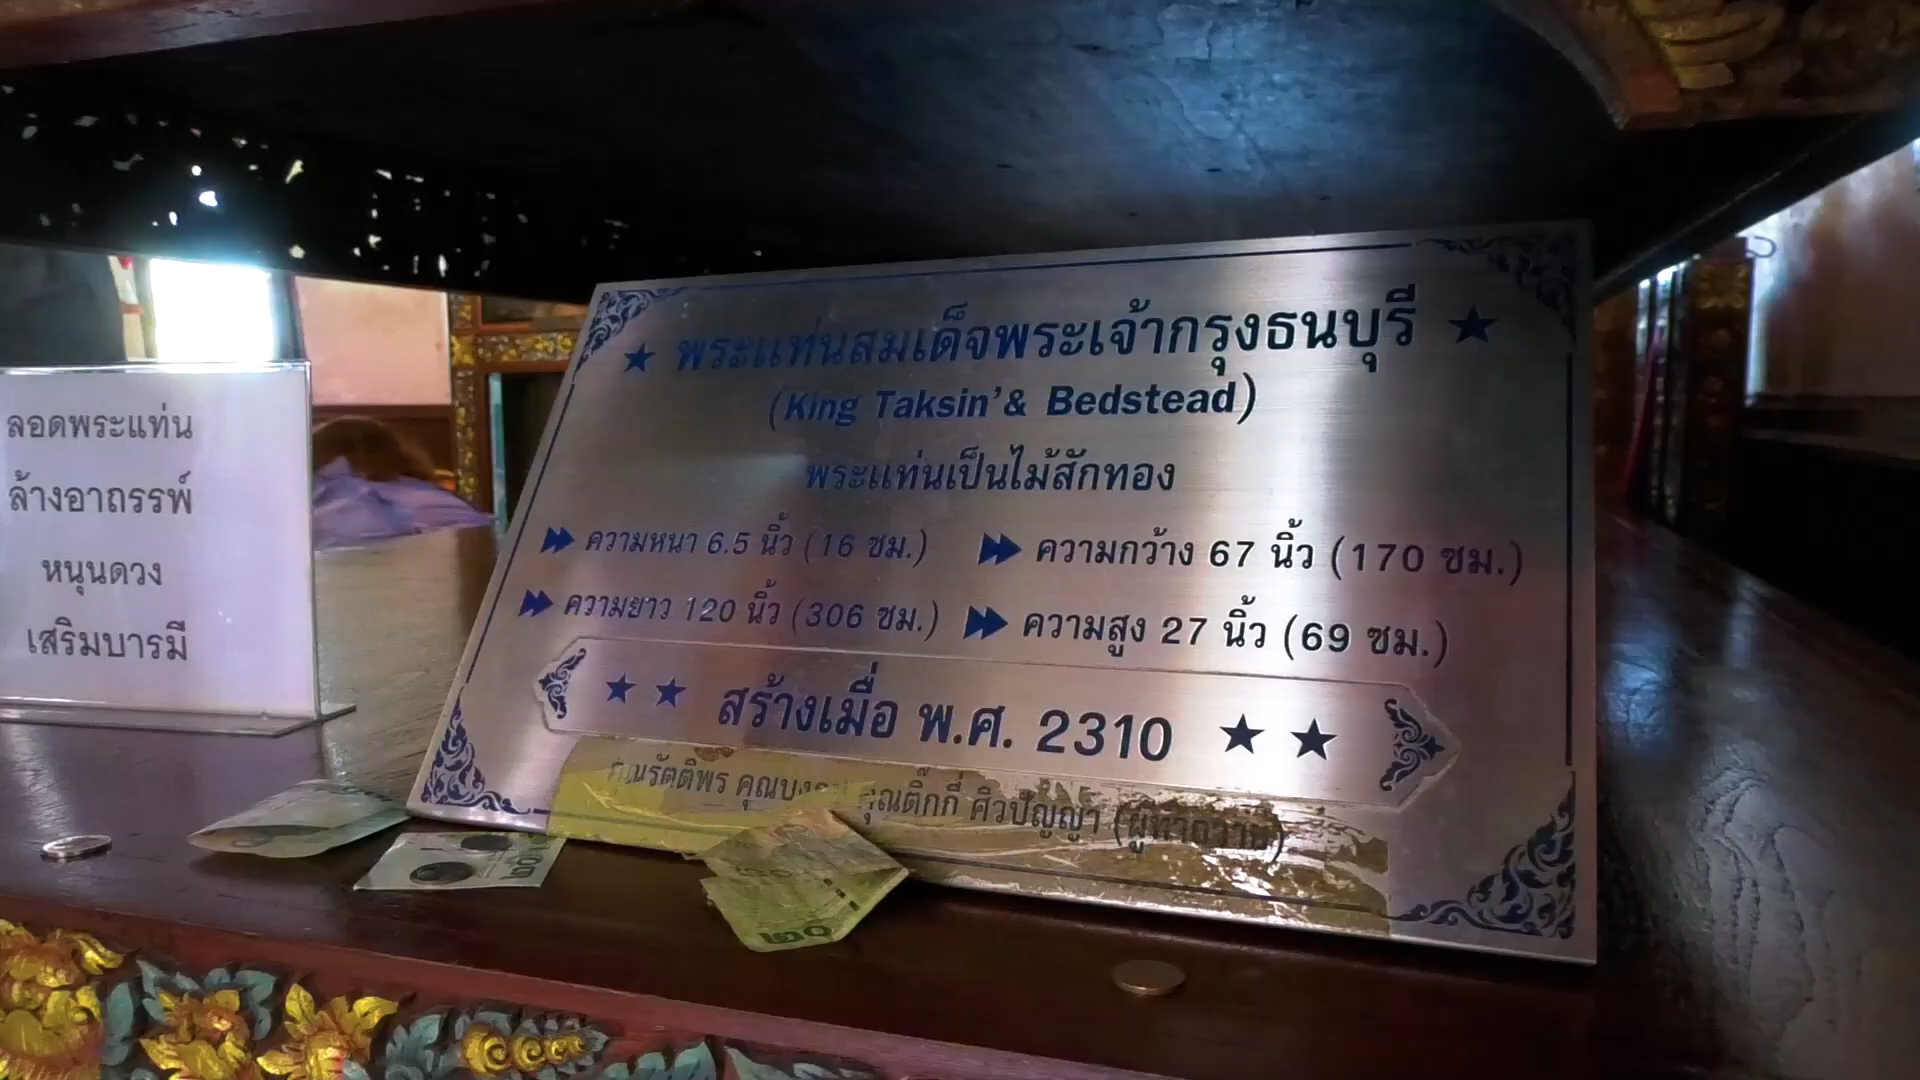 ลอดพระแท่น
ล้างอาถรรพ์
หนุนดวง
เสริมบารมี
★ พระแท่นสมเด็จพระเจ้ากรุงธนบุรี ★
(King Taksin'& Bedstead)
พระแท่นเป็นไม้สักทอง
ความหนา 6.5 นิ้ว (16 ซม.) ความกว้าง 67 นิ้ว (170 ซม.)
ความยาว 120 นิ้ว (306 ซม.) ความสูง 27 นิ้ว (69 ซม.)
★ ★ สร้างเมื่อ พ.ศ. 2310 ★ ★
คุณรัตติพร คุณติ๊กกี่ ศิวปัญญา
๒๐
๒๐